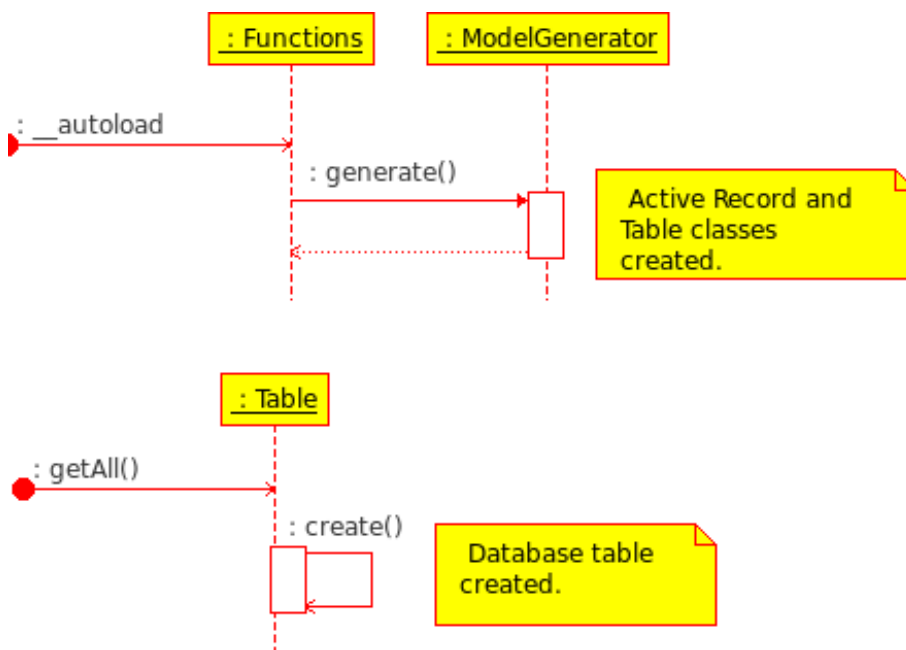 : Functions
: ModelGenerator
: __autoload
: generate()
Active Record and
Table classes
created.
: Table
: getAll()
: create()
Database table
created.